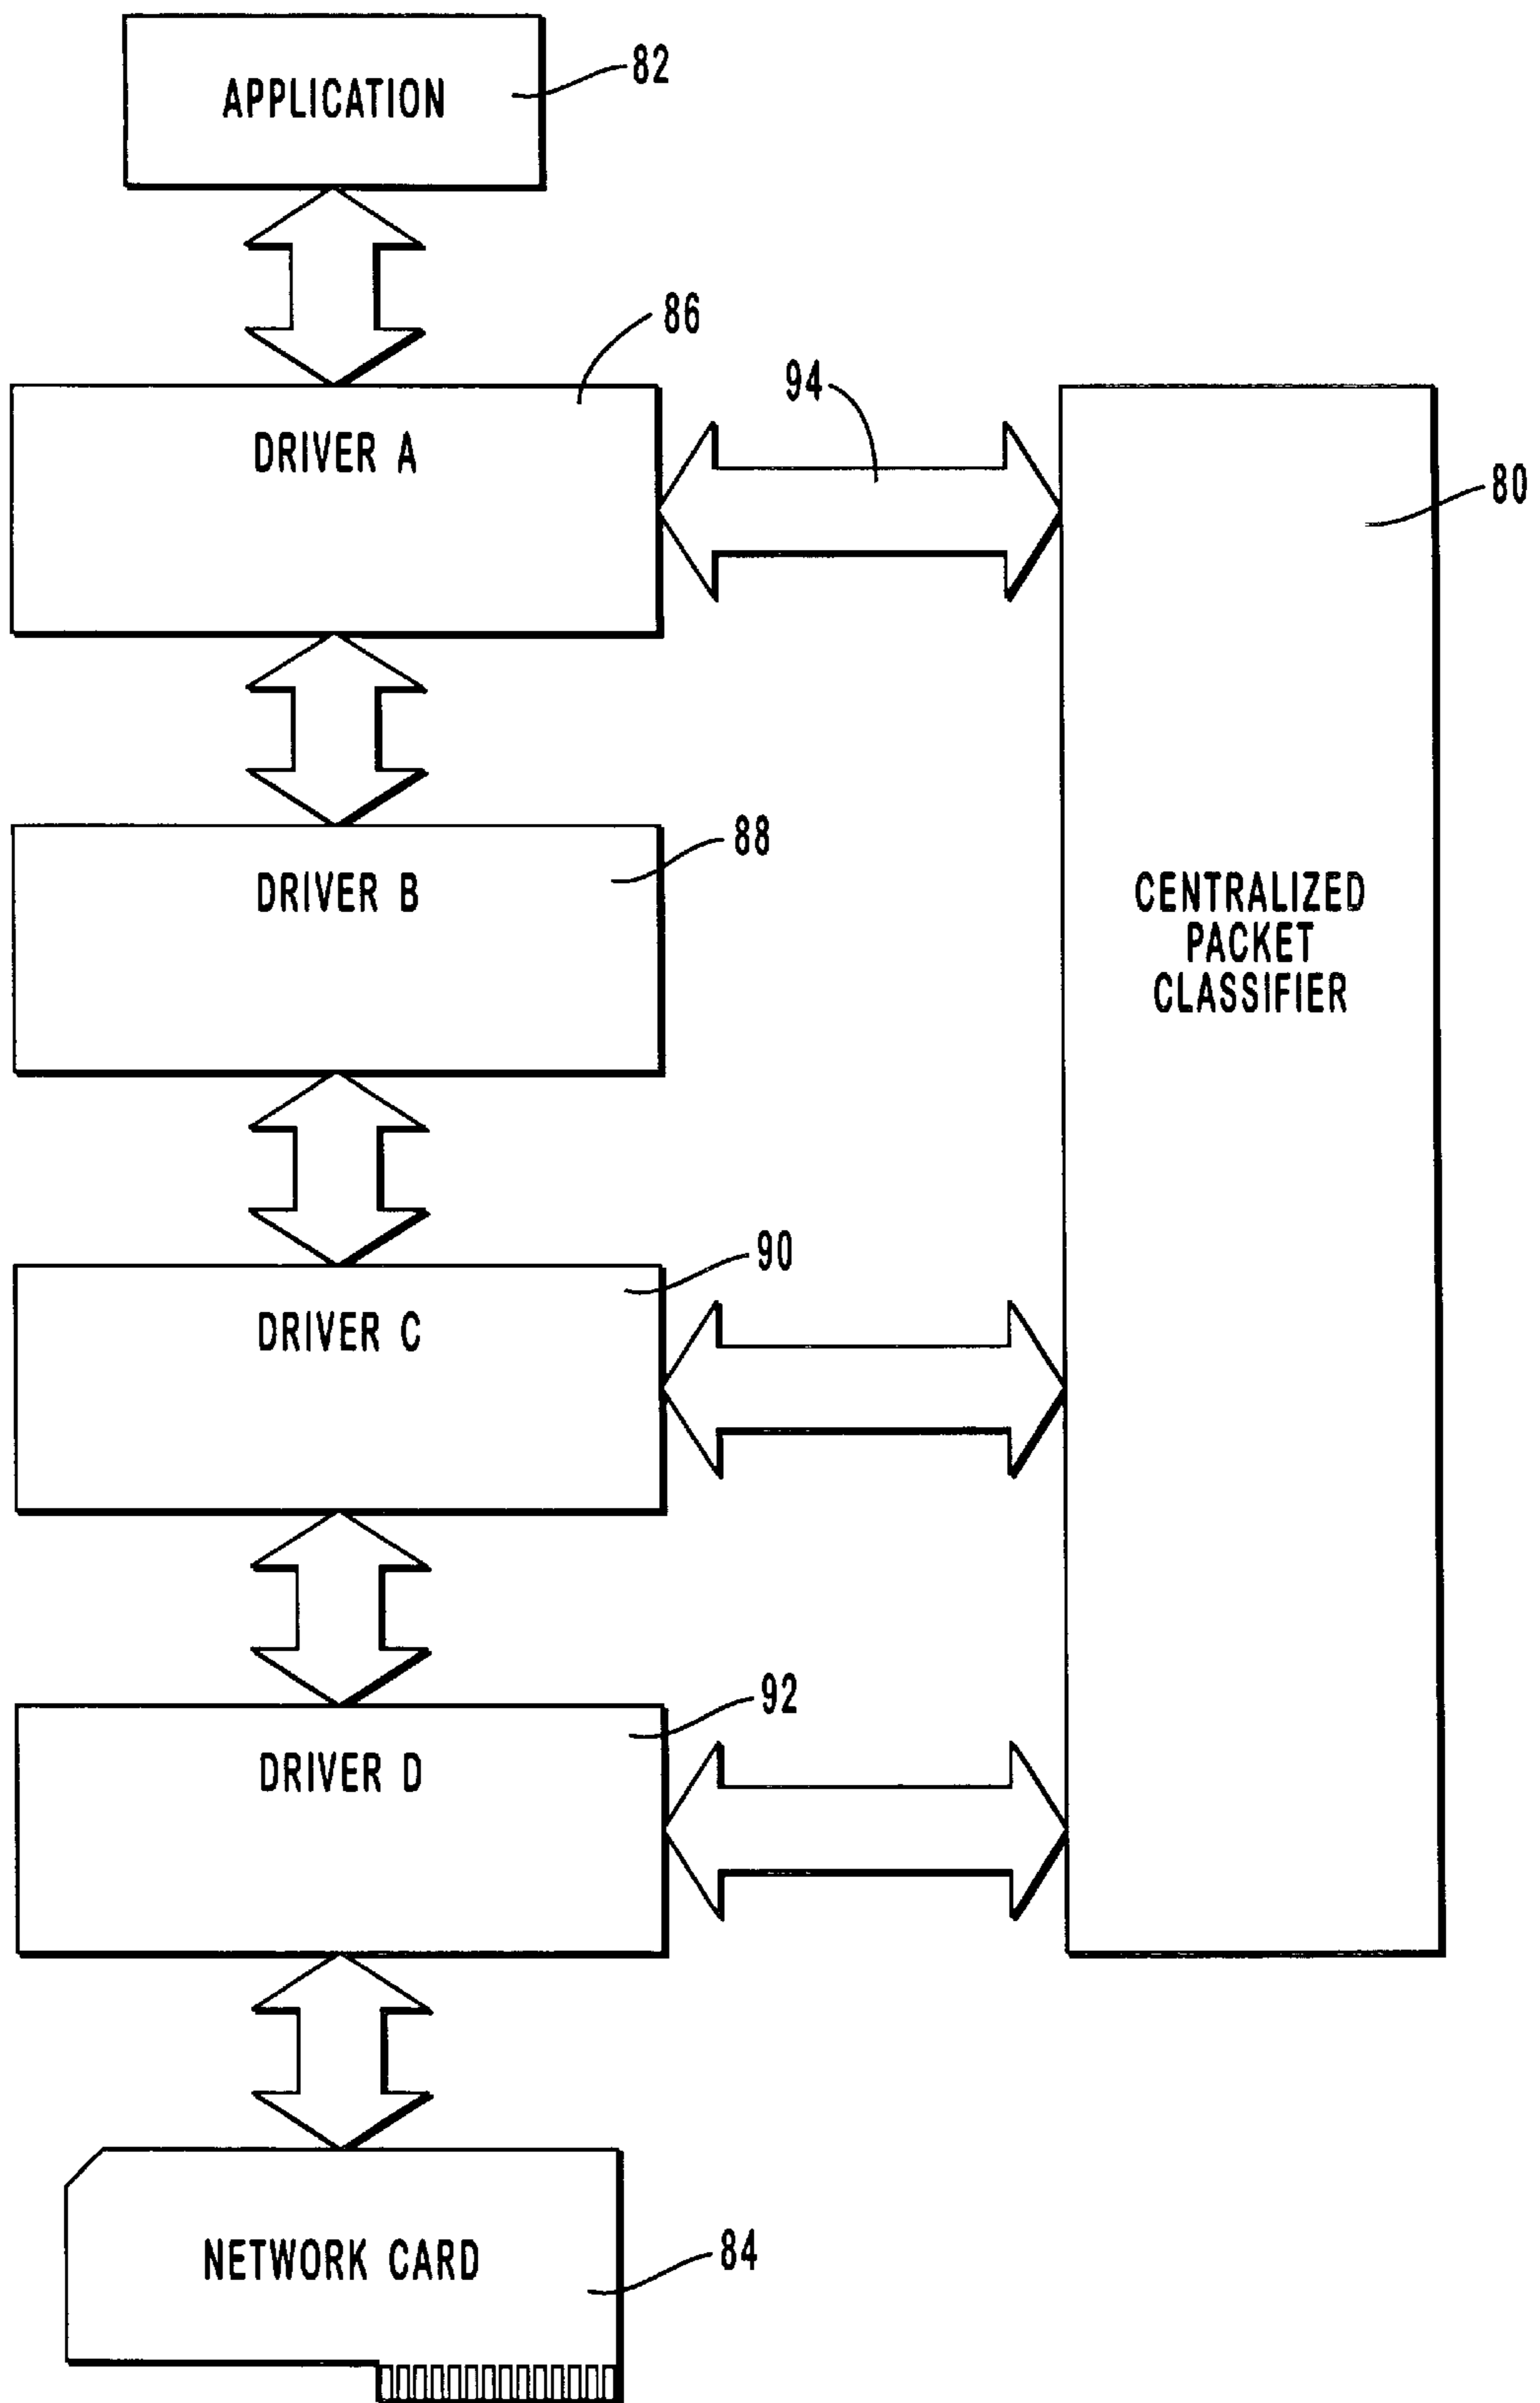 APPLICATION
82
86
DRIVER A
94
80
DRIVER B
88
CENTRALIZED
PACKET
CLASSIFIER
90
DRIVER C
92
DRIVER D
NETWORK CARD
84